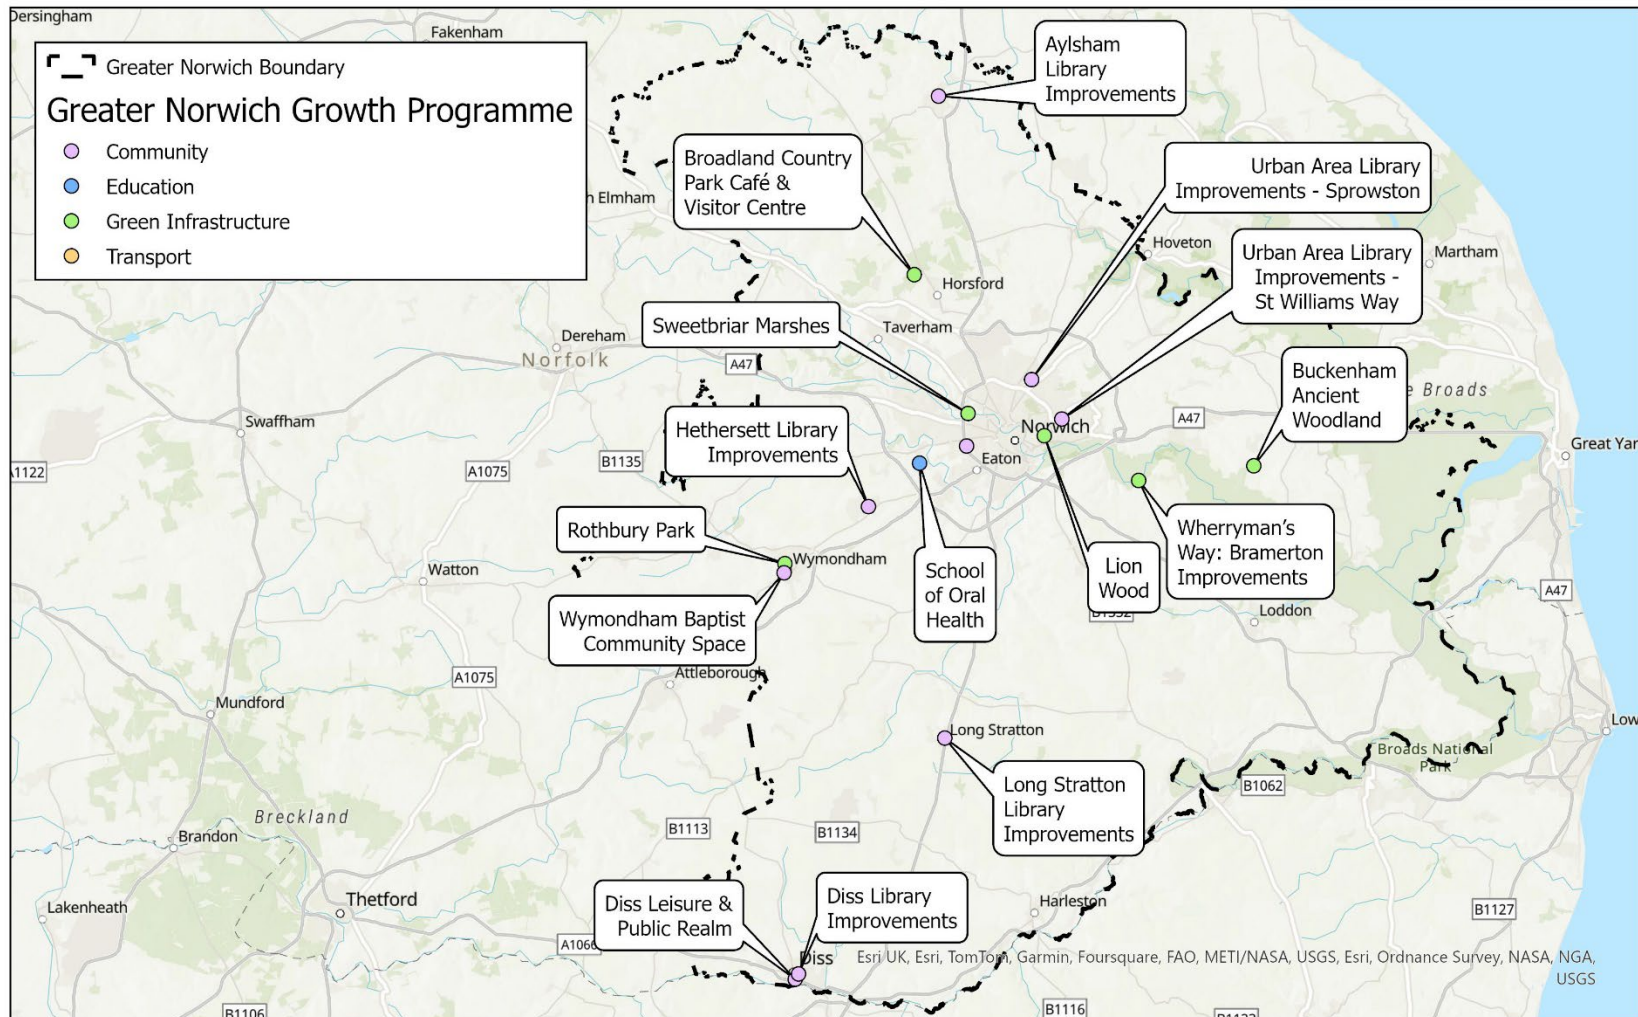 Dersingham
Fakenham
Greater Norwich Boundary
Greater Norwich Growth Programme
Community
Education
Green Infrastructure
Transport
Aylsham
Library
Improvements
Broadland Country
Park Café &
Visitor Centre
Urban Area Library
Improvements - Sprowston
h Elmham
Hoveton
Martham
Urban Area Library
Improvements -
St Williams Way
Horsford
Sweetbriar Marshes
Taverham
Dereham
Norfolk
A47
Buckenham
Ancient
Woodland
e Broads
Swaffham
A47
Norwich
Hethersett Library
Improvements
Great Yar
A1122
A1075
B1135
Eaton
Rothbury Park
Wymondham
Wherryman's
Way: Bramerton
Improvements
School
of Oral
Health
Lion
Wood
Watton
A47
Loddon
B1332
Wymondham Baptist
Community Space
Attleborough
A1075
Mundford
Long Stratton
Low
Broads National
Park
Long Stratton
Library
Improvements
B1062
Breckland
Brandon
B1113
B1134
Diss Leisure &
Public Realm
Diss Library
Improvements
Harleston
Lakenheath
Thetford
B1127
A1066
Diss
Esri UK, Esri, TomTom, Garmin, Foursquare, FAO, METI/NASA, USGS, Esri, Ordnance Survey, NASA, NGA,
USGS
B1106
B1116
B1123